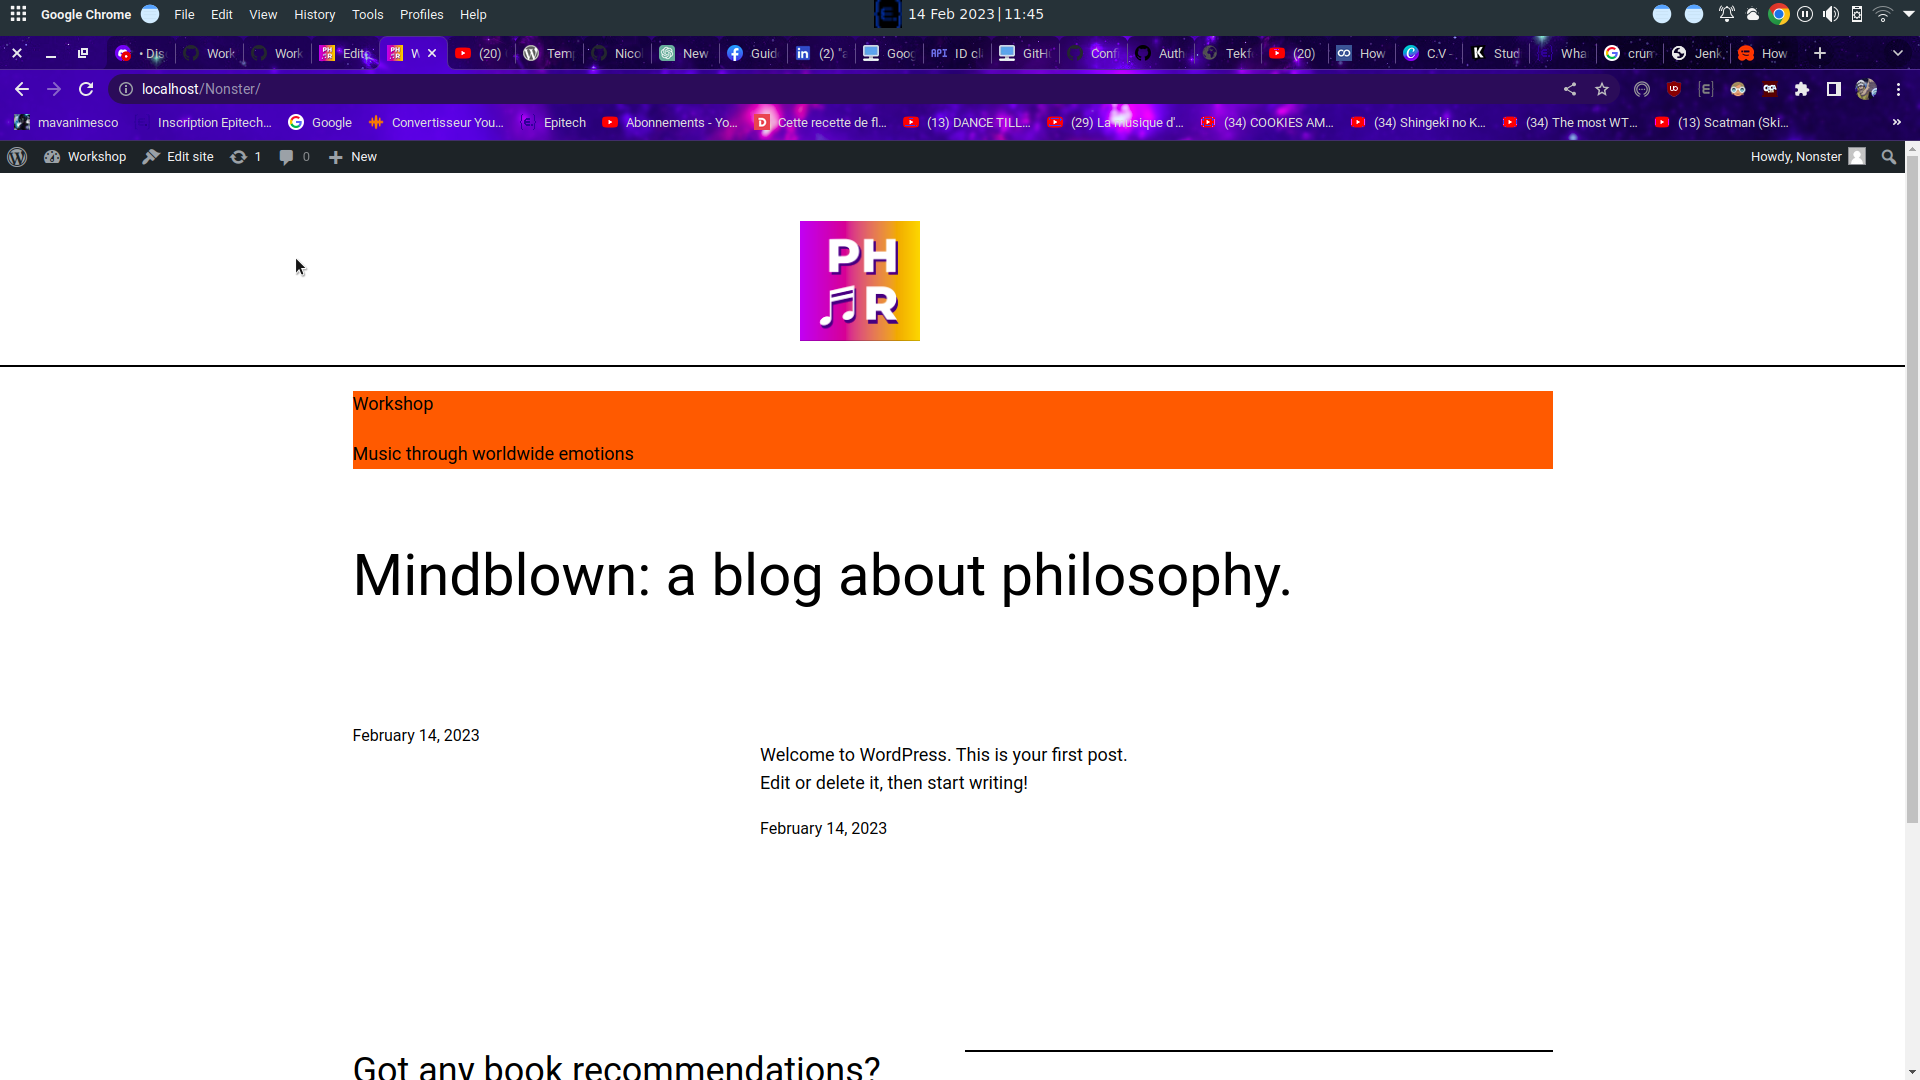 Google Chrome File Edit View History Tools Profiles Help 14 Feb 2023 | 11:45
• Dis Work Work Edit W (20) Tem Nico New Guid in (2) Goog API ID c GitH Conf Auth Tekf (20) How C.V - Stud Wha crun Jenk How
localhost/Nonster/
mavanimesco Inscription Epitech... Google Convertisseur You... Epitech Abonnements - Yo... Cette recette de fl... (13) DANCE TILL... (29) La musique d'... (34) COOKIES AM... (34) Shingeki no K... (34) The most WT... (13) Scatman (Ski... »
Workshop Edit site 1 0 New Howdy, Nonster
PH
R
Workshop
Music through worldwide emotions
Mindblown: a blog about philosophy.
February 14, 2023
Welcome to WordPress. This is your first post.
Edit or delete it, then start writing!
February 14, 2023
Got any book recommendations?